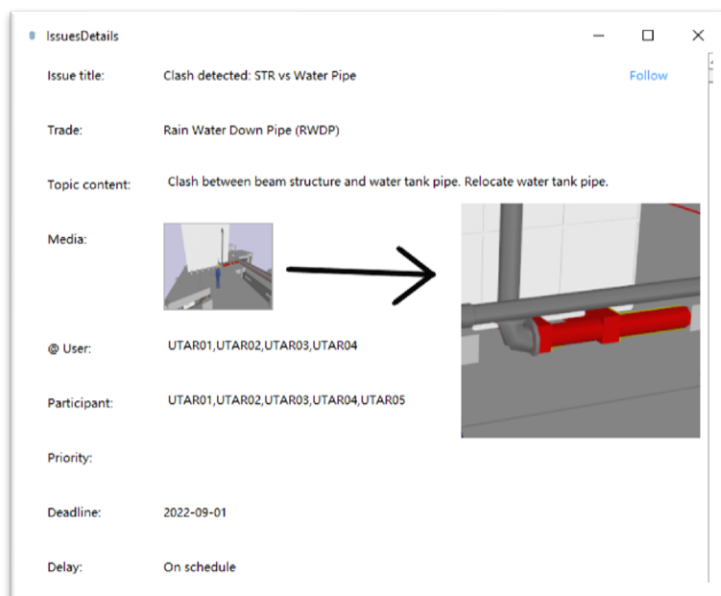 IssuesDetails
Issue title: Clash detected: STR vs Water Pipe Follow
Trade: Rain Water Down Pipe (RWDP)
Topic content: Clash between beam structure and water tank pipe. Relocate water tank pipe.
Media:
@ User: UTAR01,UTAR02,UTAR03,UTAR04
Participant: UTAR01,UTAR02,UTAR03,UTAR04,UTAR05
Priority:
Deadline: 2022-09-01
Delay: On schedule